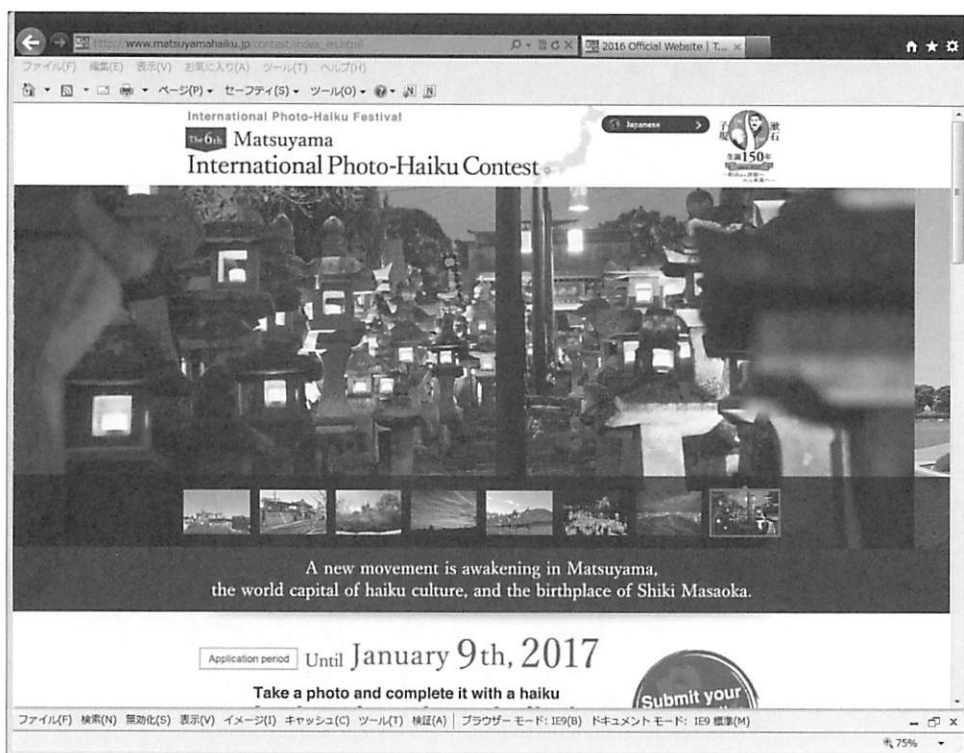 http://www.matsuyamahaiku.jp/contest/index_en.html
2016 Official Website | T...
ファイル(F) 編集(E) 表示(V) お気に入り(A) ツール(T) ヘルプ(H)
ページ(P) セーフティ(S) ツール(O)
International Photo-Haiku Festival
The 6th Matsuyama
International Photo-Haiku Contest
Japanese
子規 漱石
生誕150年
A new movement is awakening in Matsuyama,
the world capital of haiku culture, and the birthplace of Shiki Masaoka.
Application period Until January 9th, 2017
Take a photo and complete it with a haiku
Submit your
ファイル(F) 検索(N) 無効化(S) 表示(V) イメージ(I) キャッシュ(C) ツール(T) 検証(A) ブラウザー モード: IE9(B) ドキュメント モード: IE9 標準(M)
75%